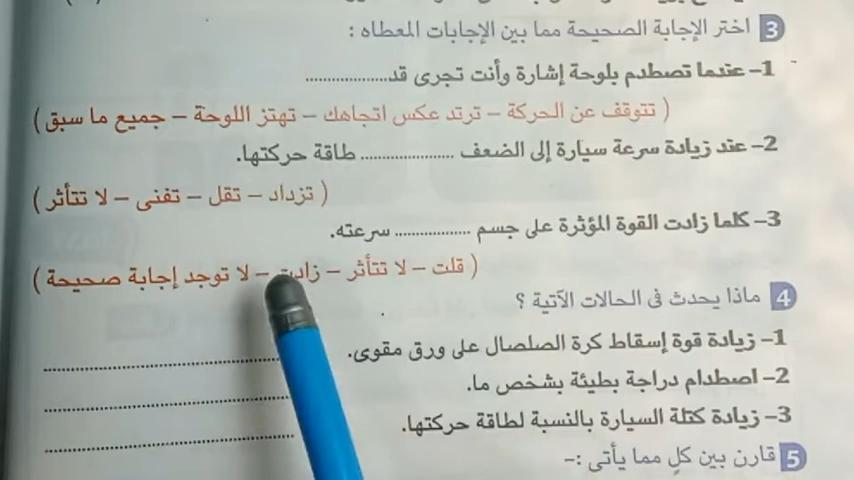 3 اختر الإجابة الصحيحة مما بين الإجابات المعطاه :
1- عندما تصطدم بلوحة إشارة وأنت تجرى قد..................
( تتوقف عن الحركة – ترتد عكس اتجاهك – تهتز اللوحة – جميع ما سبق )
2- عند زيادة سرعة سيارة إلى الضعف .................. طاقة حركتها.
( تزداد – تقل – تفنى – لا تتأثر )
3- كلما زادت القوة المؤثرة على جسم .............. سرعته.
( قلت – لا تتأثر – زادت – لا توجد إجابة صحيحة )
4 ماذا يحدث فى الحالات الآتية ؟
1- زيادة قوة إسقاط كرة الصلصال على ورق مقوى.
2- اصطدام دراجة بطيئة بشخص ما.
3- زيادة كتلة السيارة بالنسبة لطاقة حركتها.
5 قارن بين كلٍ مما يأتى :-